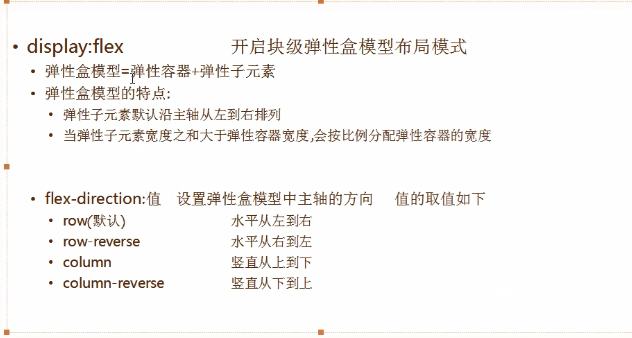 display:flex 开启块级弹性盒模型布局模式
弹性盒模型=弹性容器+弹性子元素
弹性盒模型的特点:
弹性子元素默认沿主轴从左到右排列
当弹性子元素宽度之和大于弹性容器宽度,会按比例分配弹性容器的宽度
flex-direction:值 设置弹性盒模型中主轴的方向 值的取值如下
row(默认) 水平从左到右
row-reverse 水平从右到左
column 竖直从上到下
column-reverse 竖直从下到上